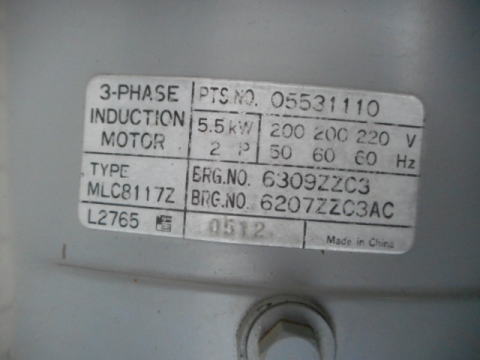 3-PHASE
INDUCTION
MOTOR
PTS.NO. 05531110
5.5kW 200 200 220 V
2 P 50 60 60 Hz
TYPE
MLC8117Z
BRG.NO. 6309ZZC3
BRG.NO. 6207ZZC3AC
L2765 0512 Made in China